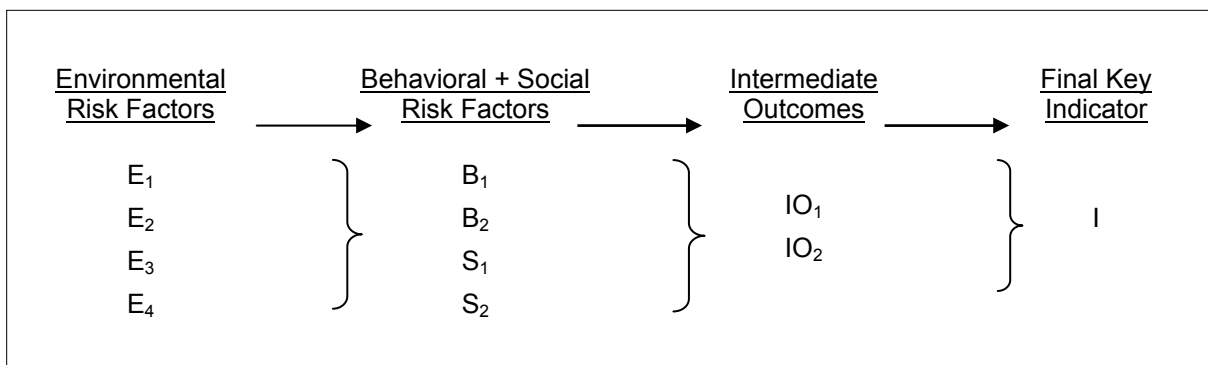 Environmental
Risk Factors
Behavioral + Social
Risk Factors
Intermediate
Outcomes
Final Key
Indicator
E₁
E₂
E₃
E₄
B₁
B₂
S₁
S₂
IO₁
IO₂
I